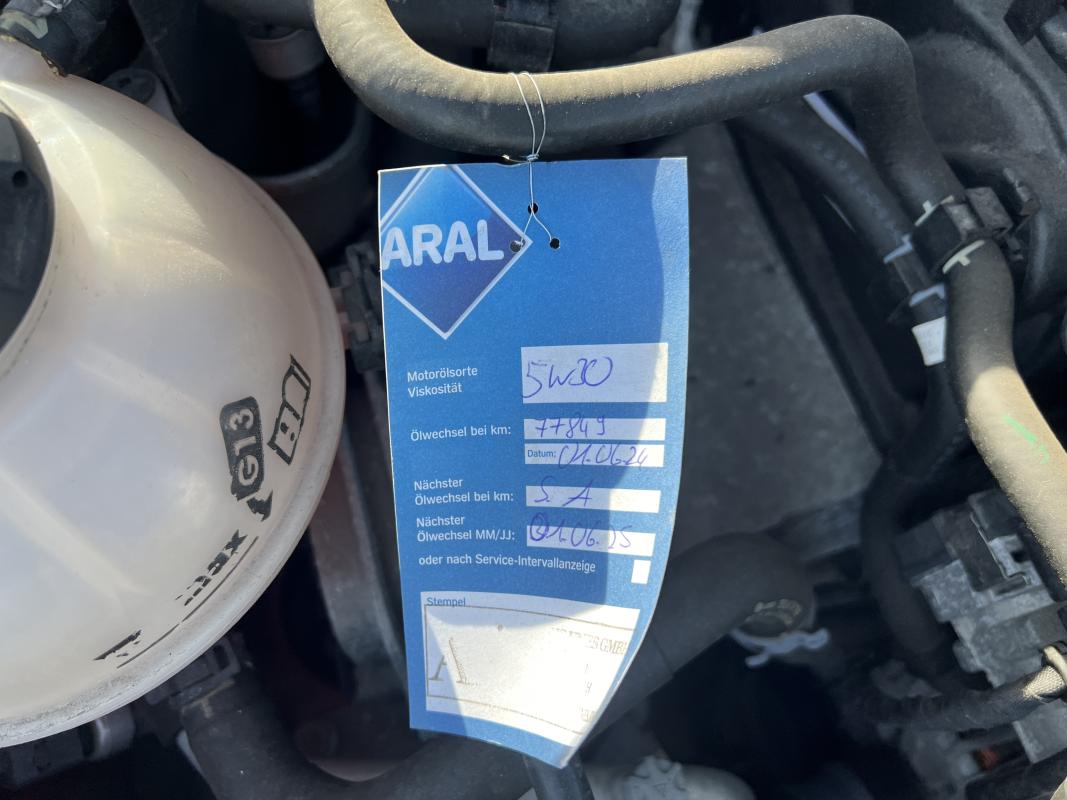 ARAL
Motorölsorte
Viskosität
5W30
Ölwechsel bei km:
77849
Datum: 01.06.24
Nächster
Ölwechsel bei km:
S. A
Nächster
Ölwechsel MM/JJ:
01.06.25
oder nach Service-Intervallanzeige
Stempel
A
GMBH
G13
max